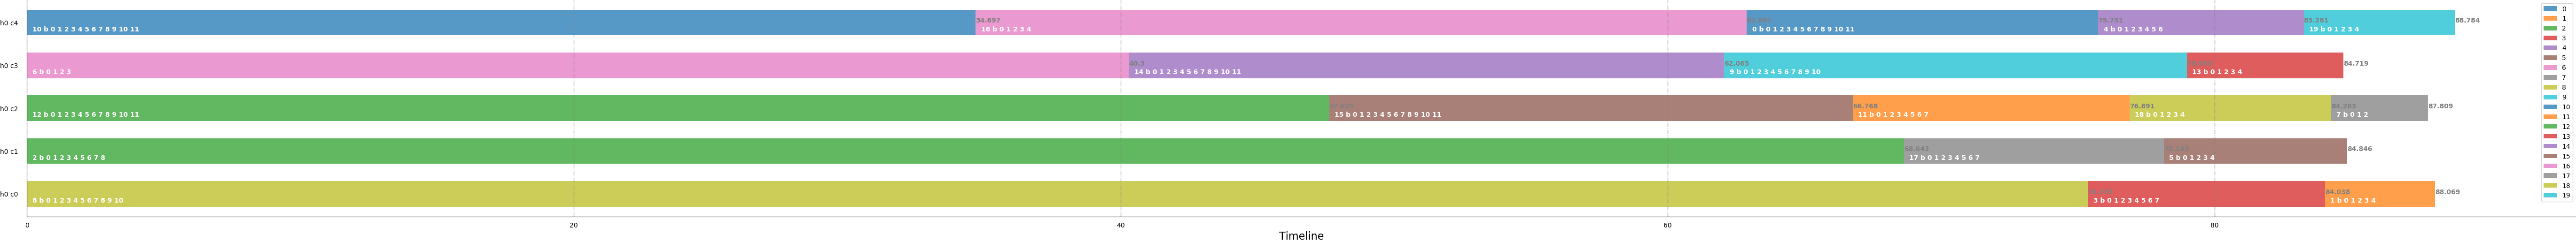 h0 c4
10 b 0 1 2 3 4 5 6 7 8 9 10 11
34.697
16 b 0 1 2 3 4
0 b 0 1 2 3 4 5 6 7 8 9 10 11
75.751
4 b 0 1 2 3 4 5 6
83.261
19 b 0 1 2 3 4
88.784
h0 c3
6 b 0 1 2 3
40.3
14 b 0 1 2 3 4 5 6 7 8 9 10 11
62.065
9 b 0 1 2 3 4 5 6 7 8 9 10
13 b 0 1 2 3 4
84.719
h0 c2
12 b 0 1 2 3 4 5 6 7 8 9 10 11
15 b 0 1 2 3 4 5 6 7 8 9 10 11
66.768
11 b 0 1 2 3 4 5 6 7
76.891
18 b 0 1 2 3 4
84.263
7 b 0 1 2
87.809
h0 c1
2 b 0 1 2 3 4 5 6 7 8
68.643
17 b 0 1 2 3 4 5 6 7
5 b 0 1 2 3 4
84.846
h0 c0
8 b 0 1 2 3 4 5 6 7 8 9 10
3 b 0 1 2 3 4 5 6 7
84.038
1 b 0 1 2 3 4
88.069
0
20
40
60
80
Timeline
0
1
2
3
4
5
6
7
8
9
10
11
12
13
14
15
16
17
18
19